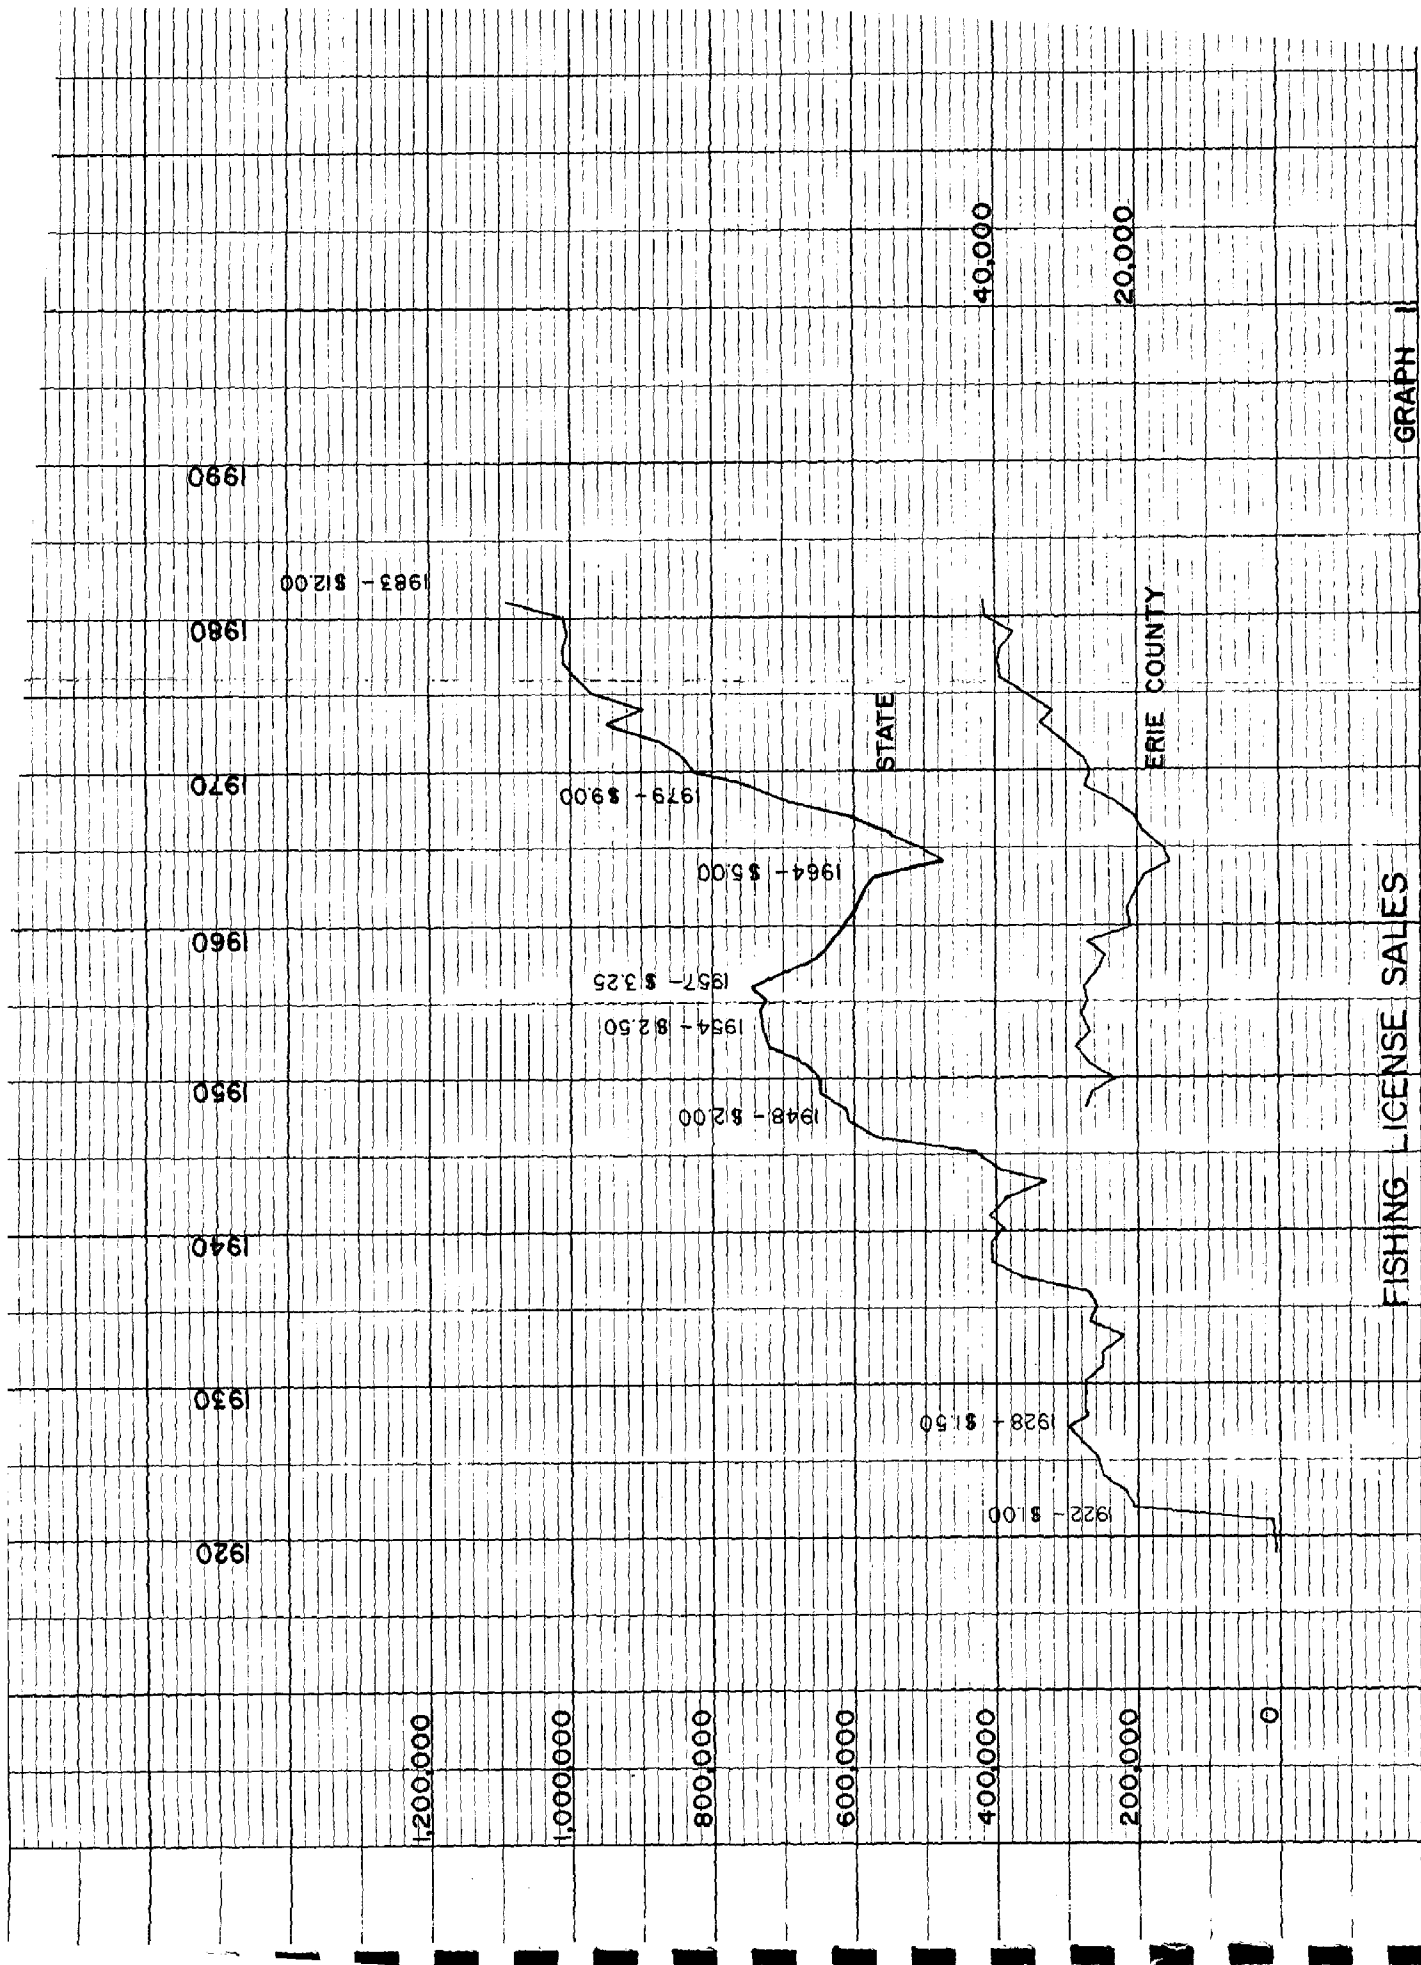 1920
1930
1940
1950
1960
1970
1980
1990
1983 - $12.00
1979 - $9.00
1964 - $5.00
1957 - $3.25
1954 - $2.50
1948 - $2.00
1928 - $1.50
1922 - $1.00
1,200,000
1,000,000
800,000
600,000
400,000
200,000
0
40,000
20,000
STATE
ERIE COUNTY
FISHING LICENSE SALES
GRAPH II